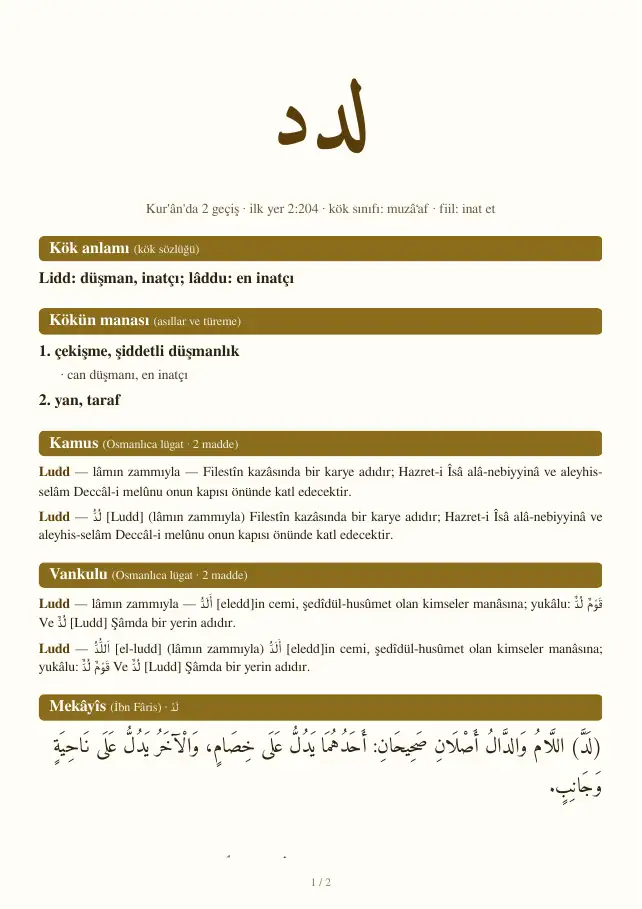 لدد
Kur'ân'da 2 geçiş · ilk yer 2:204 · kök sınıfı: muzâ'af · fiil: inat et
Kök anlamı (kök sözlüğü)
Lidd: düşman, inatçı; lâddu: en inatçı
Kökün manası (asıllar ve türeme)
1. çekişme, şiddetli düşmanlık
· can düşmanı, en inatçı
2. yan, taraf
Kamus (Osmanlıca lügat · 2 madde)
Ludd — lâmın zammıyla — Filestîn kazâsında bir karye adıdır; Hazret-i Îsâ alâ-nebiyyinâ ve aleyhis-
selâm Deccâl-i melûnu onun kapısı önünde katl edecektir.
Ludd — لُدٌّ [Ludd] (lâmın zammıyla) Filestîn kazâsında bir karye adıdır; Hazret-i Îsâ alâ-nebiyyinâ ve
aleyhis-selâm Deccâl-i melûnu onun kapısı önünde katl edecektir.
Vankulu (Osmanlıca lügat · 2 madde)
Ludd — lâmın zammıyla — أَلَدُّ [eledd]in cemi, şedîdül-husûmet olan kimseler manâsına; yukâlu: قَوْمٌ لُدٌّ
Ve لُدٌّ [Ludd] Şâmda bir yerin adıdır.
Ludd — اَللُّدُّ [el-ludd] (lâmın zammıyla) أَلَدُّ [eledd]in cemi, şedîdül-husûmet olan kimseler manâsına;
yukâlu: قَوْمٌ لُدٌّ Ve لُدٌّ [Ludd] Şâmda bir yerin adıdır.
Mekâyîs (İbn Fâris) · لد
(لَدَّ) اللَّامُ وَالدَّالُ أَصْلَانِ صَحِيحَانِ: أَحَدُهُمَا يَدُلُّ عَلَى خِصَامٍ، وَالْآخَرُ يَدُلُّ عَلَى نَاحِيَةٍ
وَجَانِبٍ.
1 / 2